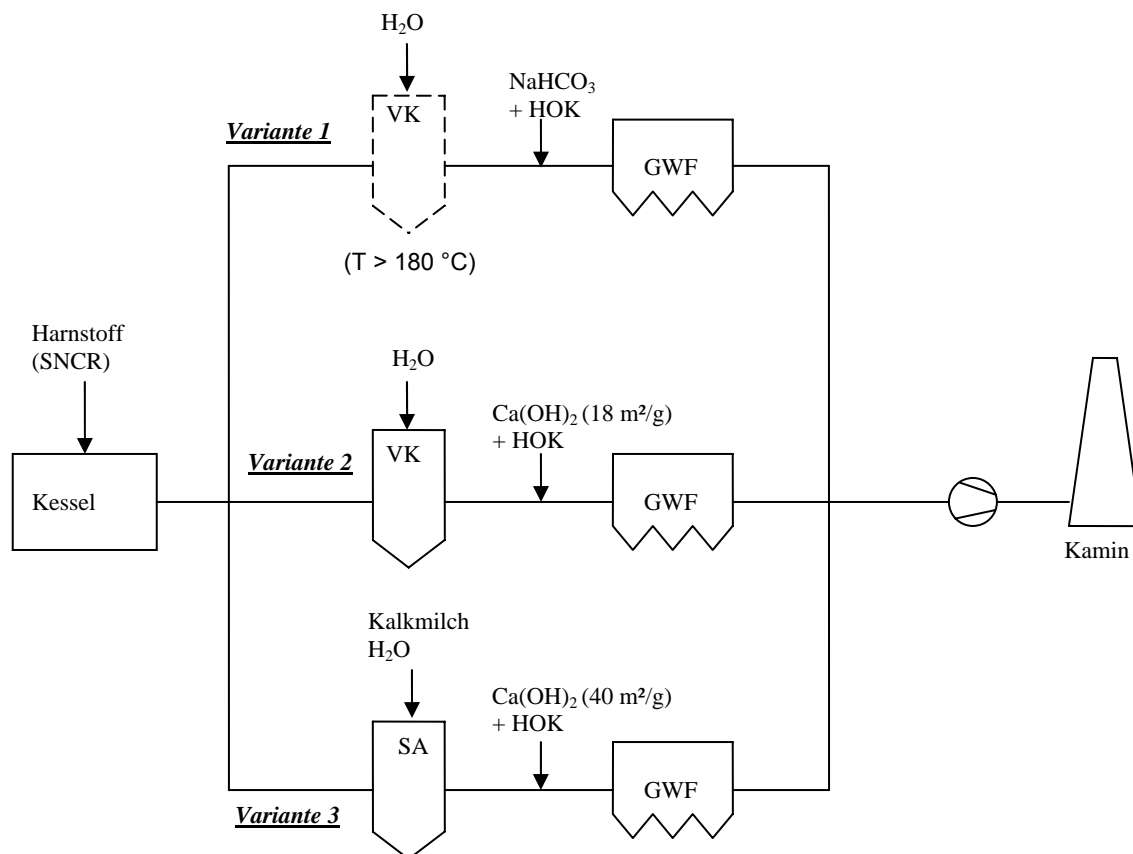 H₂O
VK
NaHCO₃
+ HOK
Variante 1
GWF
(T > 180 °C)
Harnstoff
(SNCR)
H₂O
Ca(OH)₂ (18 m²/g)
+ HOK
Variante 2
VK
GWF
Kessel
Kamin
Kalkmilch
H₂O
Ca(OH)₂ (40 m²/g)
+ HOK
SA
GWF
Variante 3